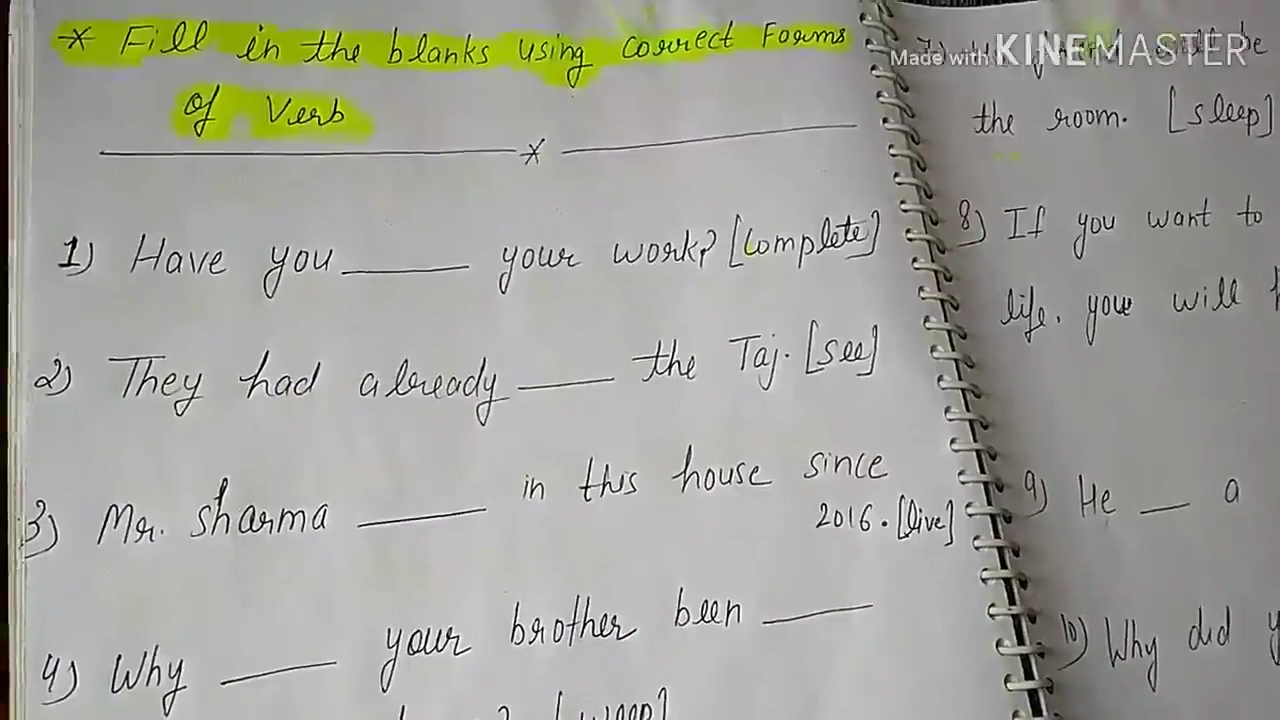 * Fill in the blanks using correct Forms
of Verb
1) Have you ____ your work? [complete]
2) They had already ____ the Taj. [see]
3) Mr. Sharma ____ in this house since
2016. [live]
4) Why ____ your brother been ____
[weep]
Made with KINEMASTER
be
the room. [sleep]
8) If you want to
life, you will
9) He __ a
10) Why did